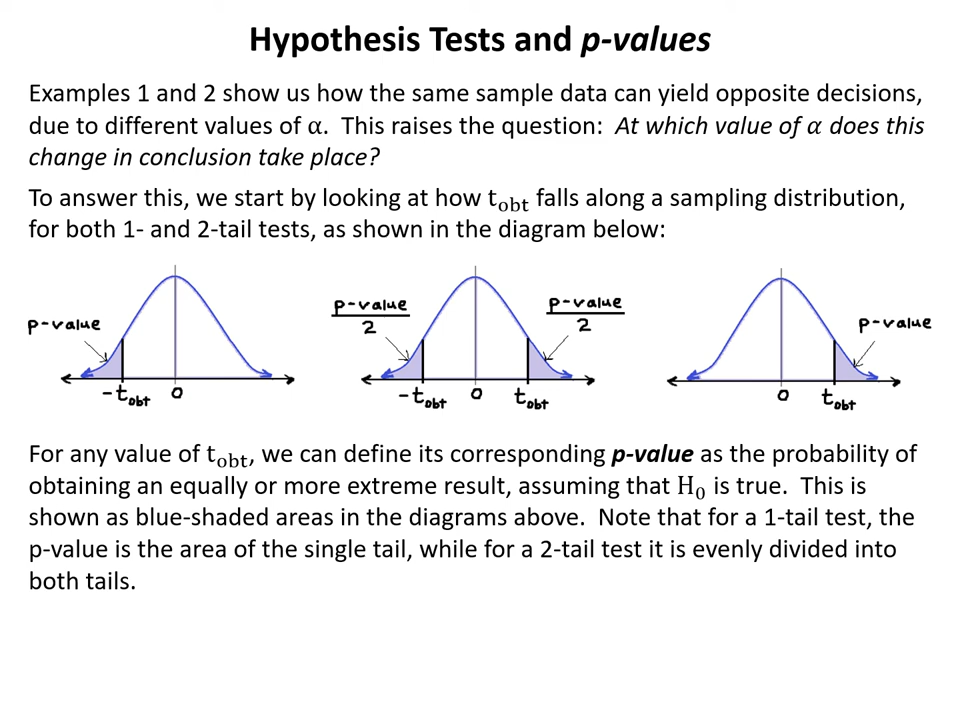 Hypothesis Tests and p-values
Examples 1 and 2 show us how the same sample data can yield opposite decisions,
due to different values of α. This raises the question: At which value of α does this
change in conclusion take place?
To answer this, we start by looking at how t_obt falls along a sampling distribution,
for both 1- and 2-tail tests, as shown in the diagram below:
p-value
-t_obt 0
p-value
2
p-value
2
-t_obt 0 t_obt
p-value
0 t_obt
For any value of t_obt, we can define its corresponding p-value as the probability of
obtaining an equally or more extreme result, assuming that H₀ is true. This is
shown as blue-shaded areas in the diagrams above. Note that for a 1-tail test, the
p-value is the area of the single tail, while for a 2-tail test it is evenly divided into
both tails.